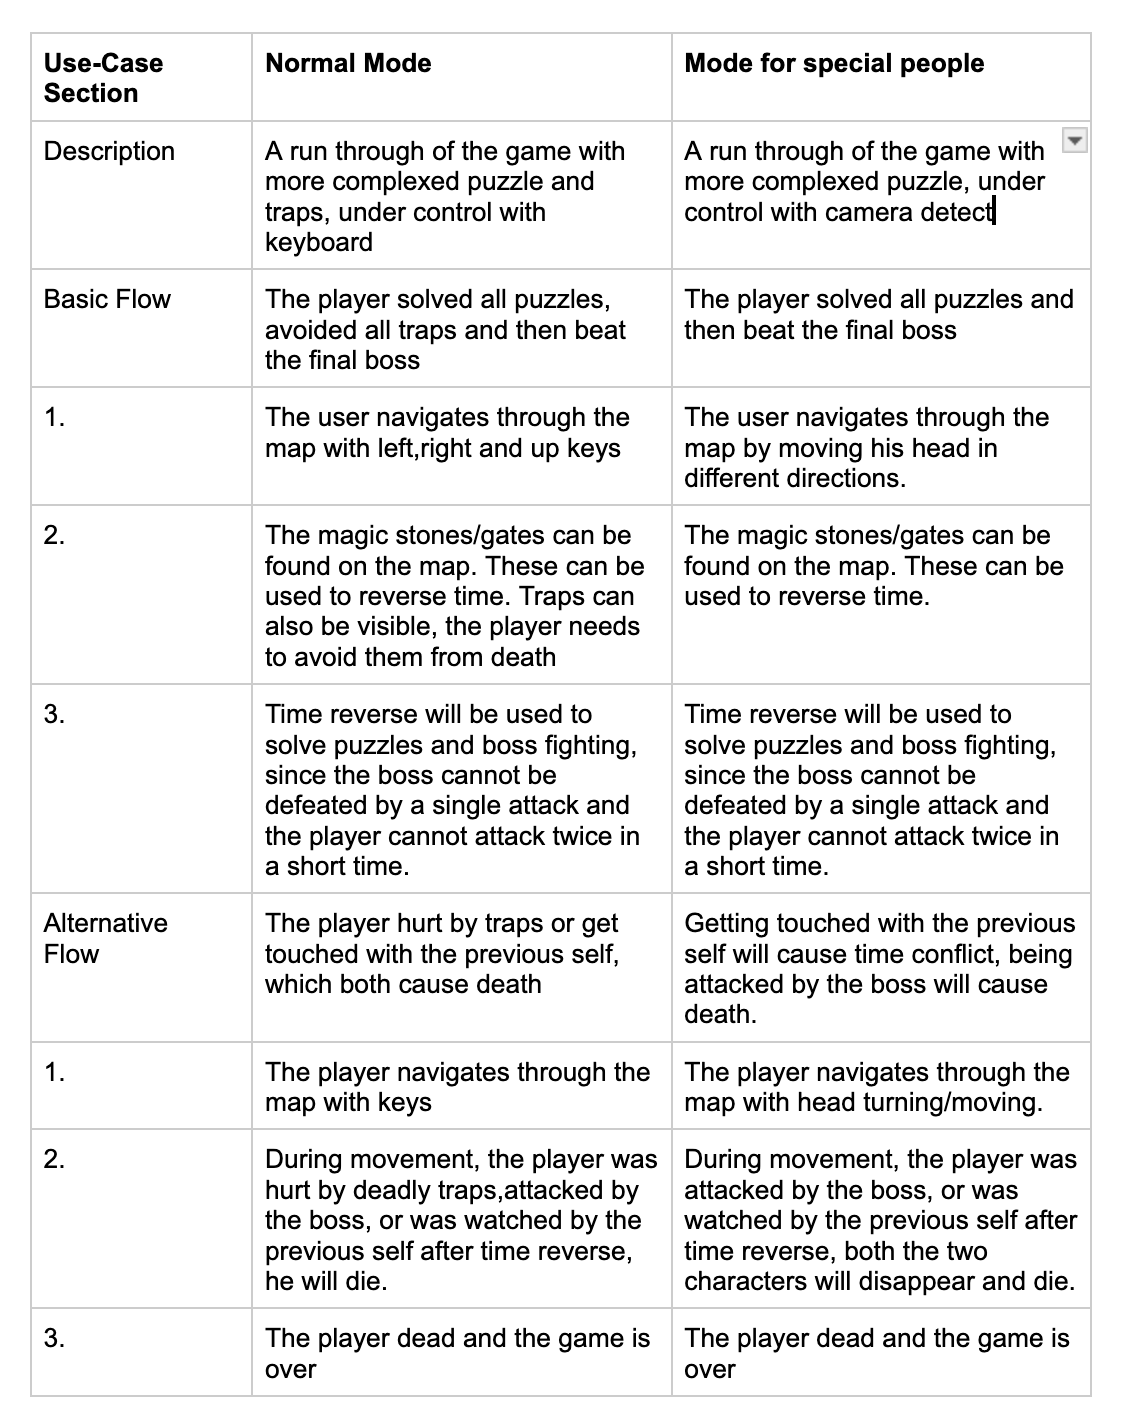 Use-Case
Section
Normal Mode
Mode for special people
Description
A run through of the game with
more complexed puzzle and
traps, under control with
keyboard
A run through of the game with
more complexed puzzle, under
control with camera detect
Basic Flow
The player solved all puzzles,
avoided all traps and then beat
the final boss
The player solved all puzzles and
then beat the final boss
1.
The user navigates through the
map with left,right and up keys
The user navigates through the
map by moving his head in
different directions.
2.
The magic stones/gates can be
found on the map. These can be
used to reverse time. Traps can
also be visible, the player needs
to avoid them from death
The magic stones/gates can be
found on the map. These can be
used to reverse time.
3.
Time reverse will be used to
solve puzzles and boss fighting,
since the boss cannot be
defeated by a single attack and
the player cannot attack twice in
a short time.
Time reverse will be used to
solve puzzles and boss fighting,
since the boss cannot be
defeated by a single attack and
the player cannot attack twice in
a short time.
Alternative
Flow
The player hurt by traps or get
touched with the previous self,
which both cause death
Getting touched with the previous
self will cause time conflict, being
attacked by the boss will cause
death.
1.
The player navigates through the
map with keys
The player navigates through the
map with head turning/moving.
2.
During movement, the player was
hurt by deadly traps,attacked by
the boss, or was watched by the
previous self after time reverse,
he will die.
During movement, the player was
attacked by the boss, or was
watched by the previous self after
time reverse, both the two
characters will disappear and die.
3.
The player dead and the game is
over
The player dead and the game is
over